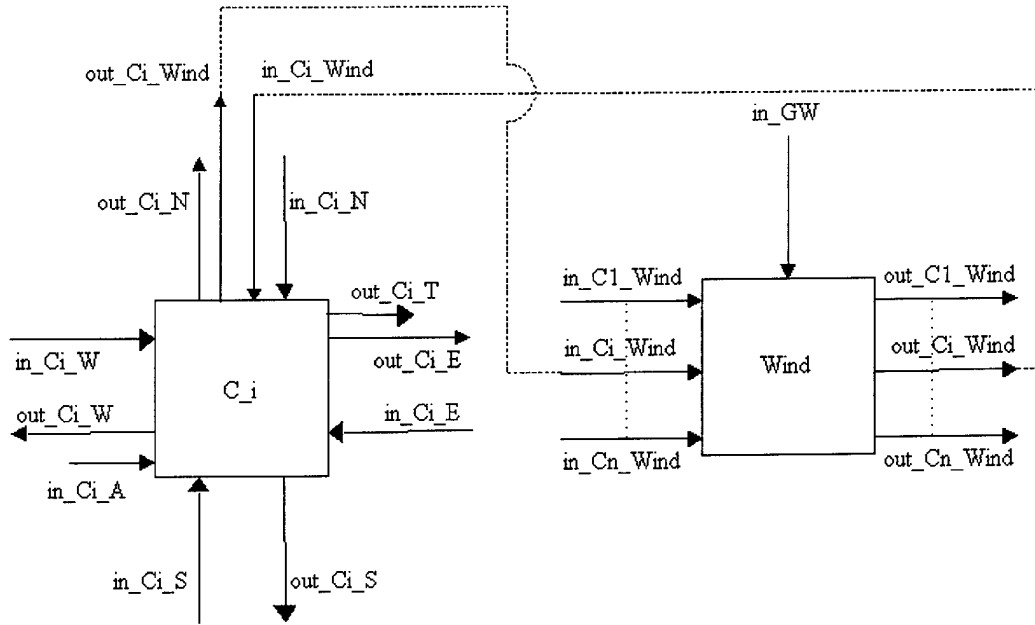 out_Ci_Wind
in_Ci_Wind
in_GW
out_Ci_N
in_Ci_N
in_C1_Wind
out_C1_Wind
out_Ci_T
in_Ci_W
out_Ci_E
in_Ci_Wind
Wind
out_Ci_Wind
C_i
out_Ci_W
in_Ci_E
in_Cn_Wind
out_Cn_Wind
in_Ci_A
in_Ci_S
out_Ci_S